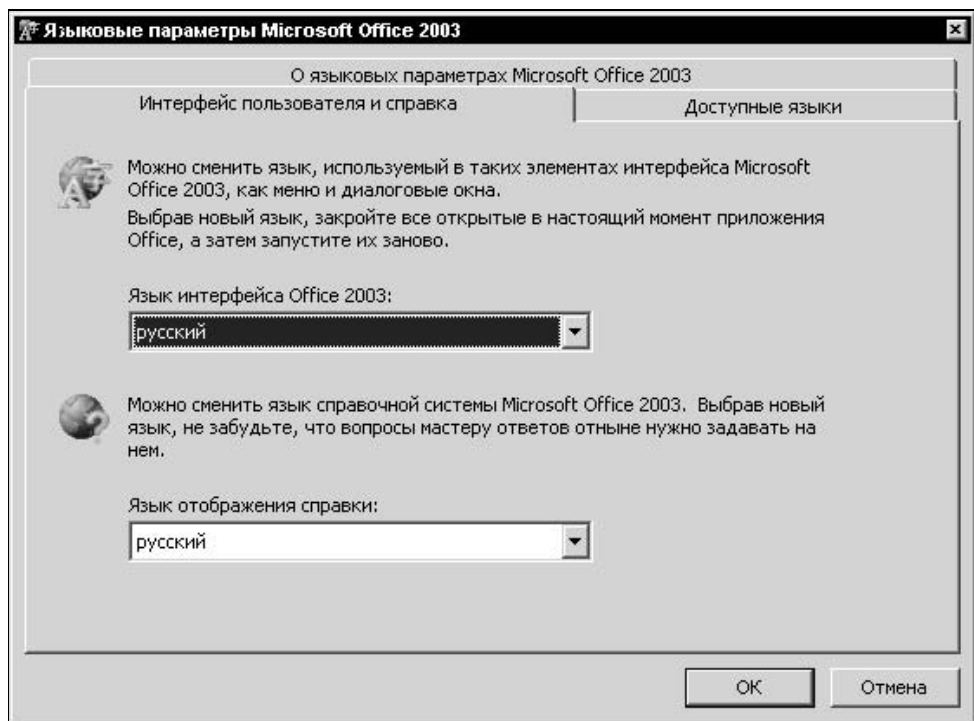 Языковые параметры Microsoft Office 2003
О языковых параметрах Microsoft Office 2003
Интерфейс пользователя и справка
Доступные языки
Можно сменить язык, используемый в таких элементах интерфейса Microsoft
Office 2003, как меню и диалоговые окна.
Выбрав новый язык, закройте все открытые в настоящий момент приложения
Office, а затем запустите их заново.
Язык интерфейса Office 2003:
русский
Можно сменить язык справочной системы Microsoft Office 2003. Выбрав новый
язык, не забудьте, что вопросы мастеру ответов отныне нужно задавать на
нем.
Язык отображения справки:
русский
ОК
Отмена